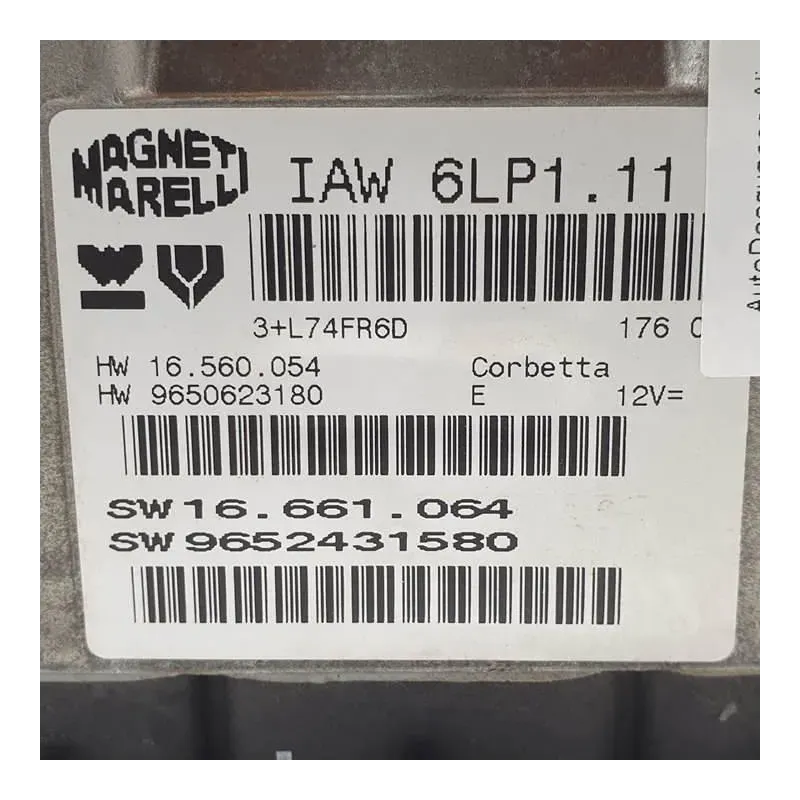 MAGNETI
MARELLI
IAW 6LP1.11
3+L74FR6D 176
HW 16.560.054 Corbetta
HW 9650623180 E 12V=
SW 16.661.064
SW 9652431580